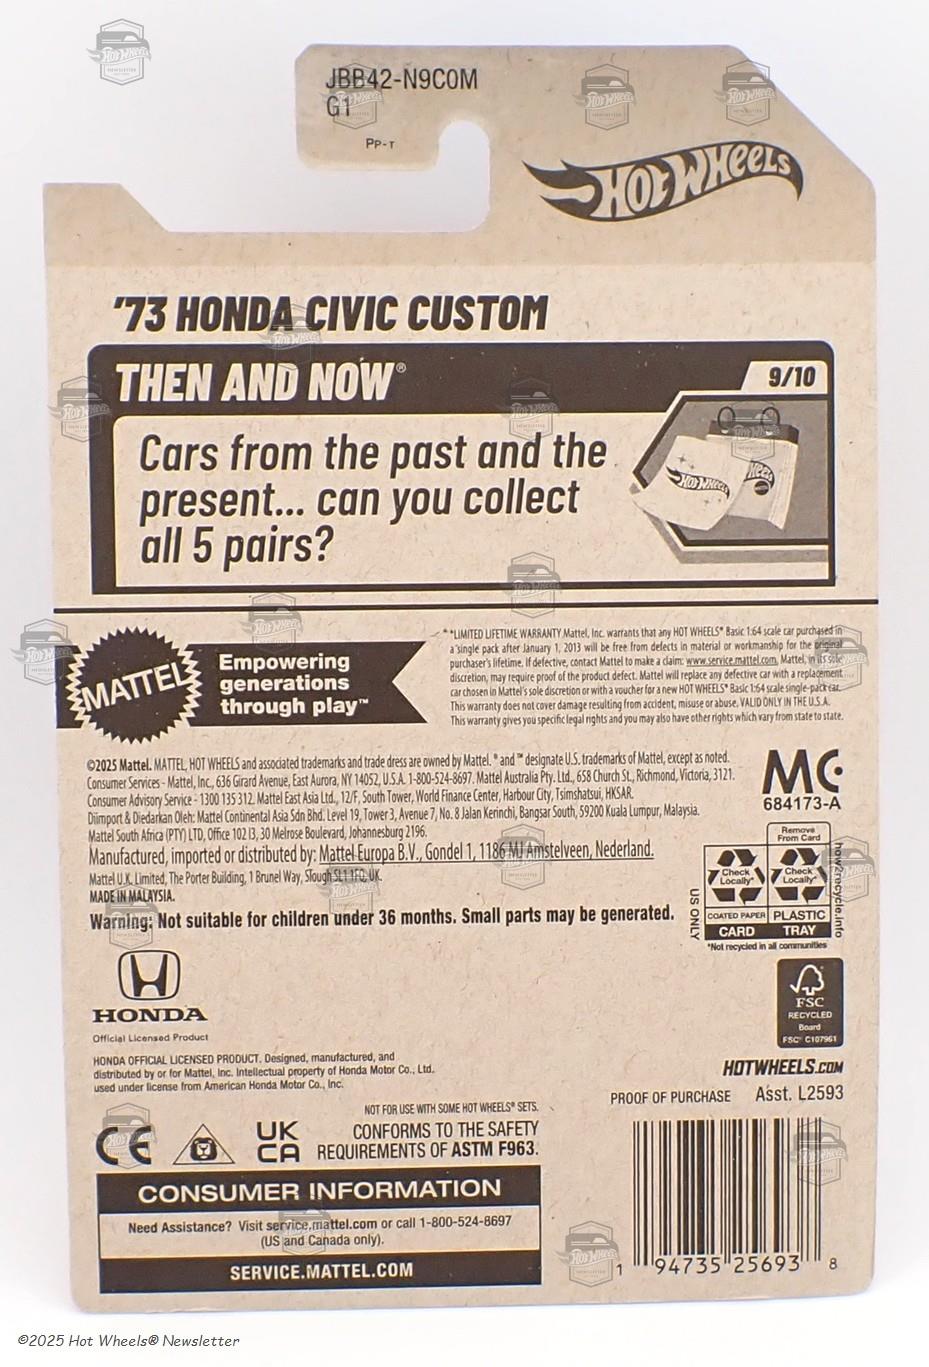 JBB42-N9C0M
G1
PP-T
HOT WHEELS
'73 HONDA CIVIC CUSTOM
THEN AND NOW®
9/10
Cars from the past and the
present... can you collect
all 5 pairs?
HOT WHEELS
MATTEL
Empowering
generations
through play™
*LIMITED LIFETIME WARRANTY Mattel, Inc. warrants that any HOT WHEELS® Basic 1:64 scale car purchased in
a single pack after January 1, 2013 will be free from defects in material or workmanship for the original
purchaser's lifetime. If defective, contact Mattel to make a claim: www.service.mattel.com. Mattel, in its sole
discretion, may require proof of the product defect. Mattel will replace any defective car with a replacement
car chosen in Mattel's sole discretion or with a voucher for a new HOT WHEELS® Basic 1:64 scale single-pack car.
This warranty does not cover damage resulting from accident, misuse or abuse. VALID ONLY IN THE U.S.A.
This warranty gives you specific legal rights and you may also have other rights which vary from state to state.
©2025 Mattel. MATTEL, HOT WHEELS and associated trademarks and trade dress are owned by Mattel. ® and ™ designate U.S. trademarks of Mattel, except as noted.
Consumer Services - Mattel, Inc., 636 Girard Avenue, East Aurora, NY 14052, U.S.A. 1-800-524-8697. Mattel Australia Pty. Ltd., 658 Church St., Richmond, Victoria, 3121.
Consumer Advisory Service - 1300 135 312. Mattel East Asia Ltd., 12/F, South Tower, World Finance Center, Harbour City, Tsimshatsui, HKSAR.
Diimport & Diedarkan Oleh: Mattel Continental Asia Sdn Bhd. Level 19, Tower 3, Avenue 7, No. 8 Jalan Kerinchi, Bangsar South, 59200 Kuala Lumpur, Malaysia.
Mattel South Africa (PTY) LTD, Office 102 I3, 30 Melrose Boulevard, Johannesburg 2196.
Manufactured, imported or distributed by: Mattel Europa B.V., Gondel 1, 1186 MJ Amstelveen, Nederland.
Mattel U.K. Limited, The Porter Building, 1 Brunel Way, Slough SL1 1FQ, UK.
MADE IN MALAYSIA.
Warning: Not suitable for children under 36 months. Small parts may be generated.
MC
684173-A
Remove
From Card
Check
Locally*
Check
Locally*
COATED PAPER
PLASTIC
CARD
TRAY
US ONLY
how2recycle.info
*Not recycled in all communities
HONDA
Official Licensed Product
FSC
RECYCLED
Board
FSC® C107961
HONDA OFFICIAL LICENSED PRODUCT. Designed, manufactured, and
distributed by or for Mattel, Inc. Intellectual property of Honda Motor Co., Ltd.
used under license from American Honda Motor Co., Inc.
HOTWHEELS.COM
PROOF OF PURCHASE
Asst. L2593
NOT FOR USE WITH SOME HOT WHEELS® SETS.
CE
UK
CA
CONFORMS TO THE SAFETY
REQUIREMENTS OF ASTM F963.
CONSUMER INFORMATION
Need Assistance? Visit service.mattel.com or call 1-800-524-8697
(US and Canada only).
SERVICE.MATTEL.COM
1 94735 25693 8
©2025 Hot Wheels® Newsletter